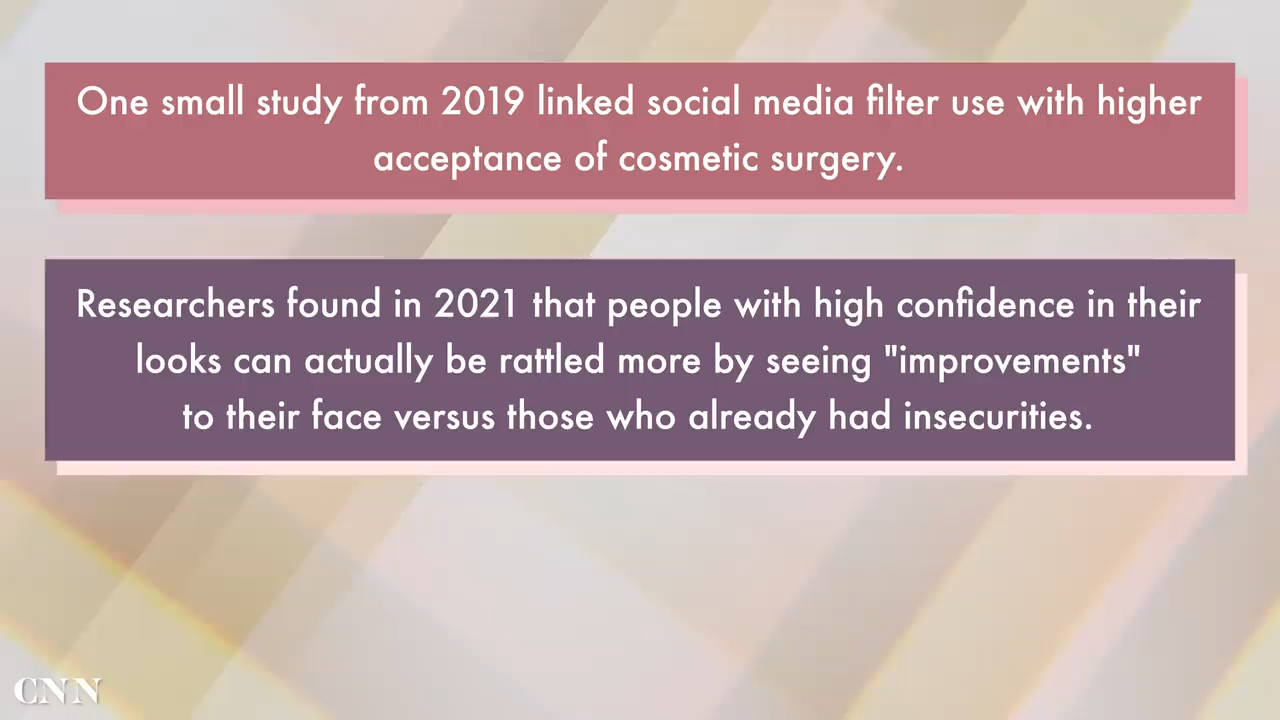 One small study from 2019 linked social media filter use with higher
acceptance of cosmetic surgery.
Researchers found in 2021 that people with high confidence in their
looks can actually be rattled more by seeing "improvements"
to their face versus those who already had insecurities.
CNN